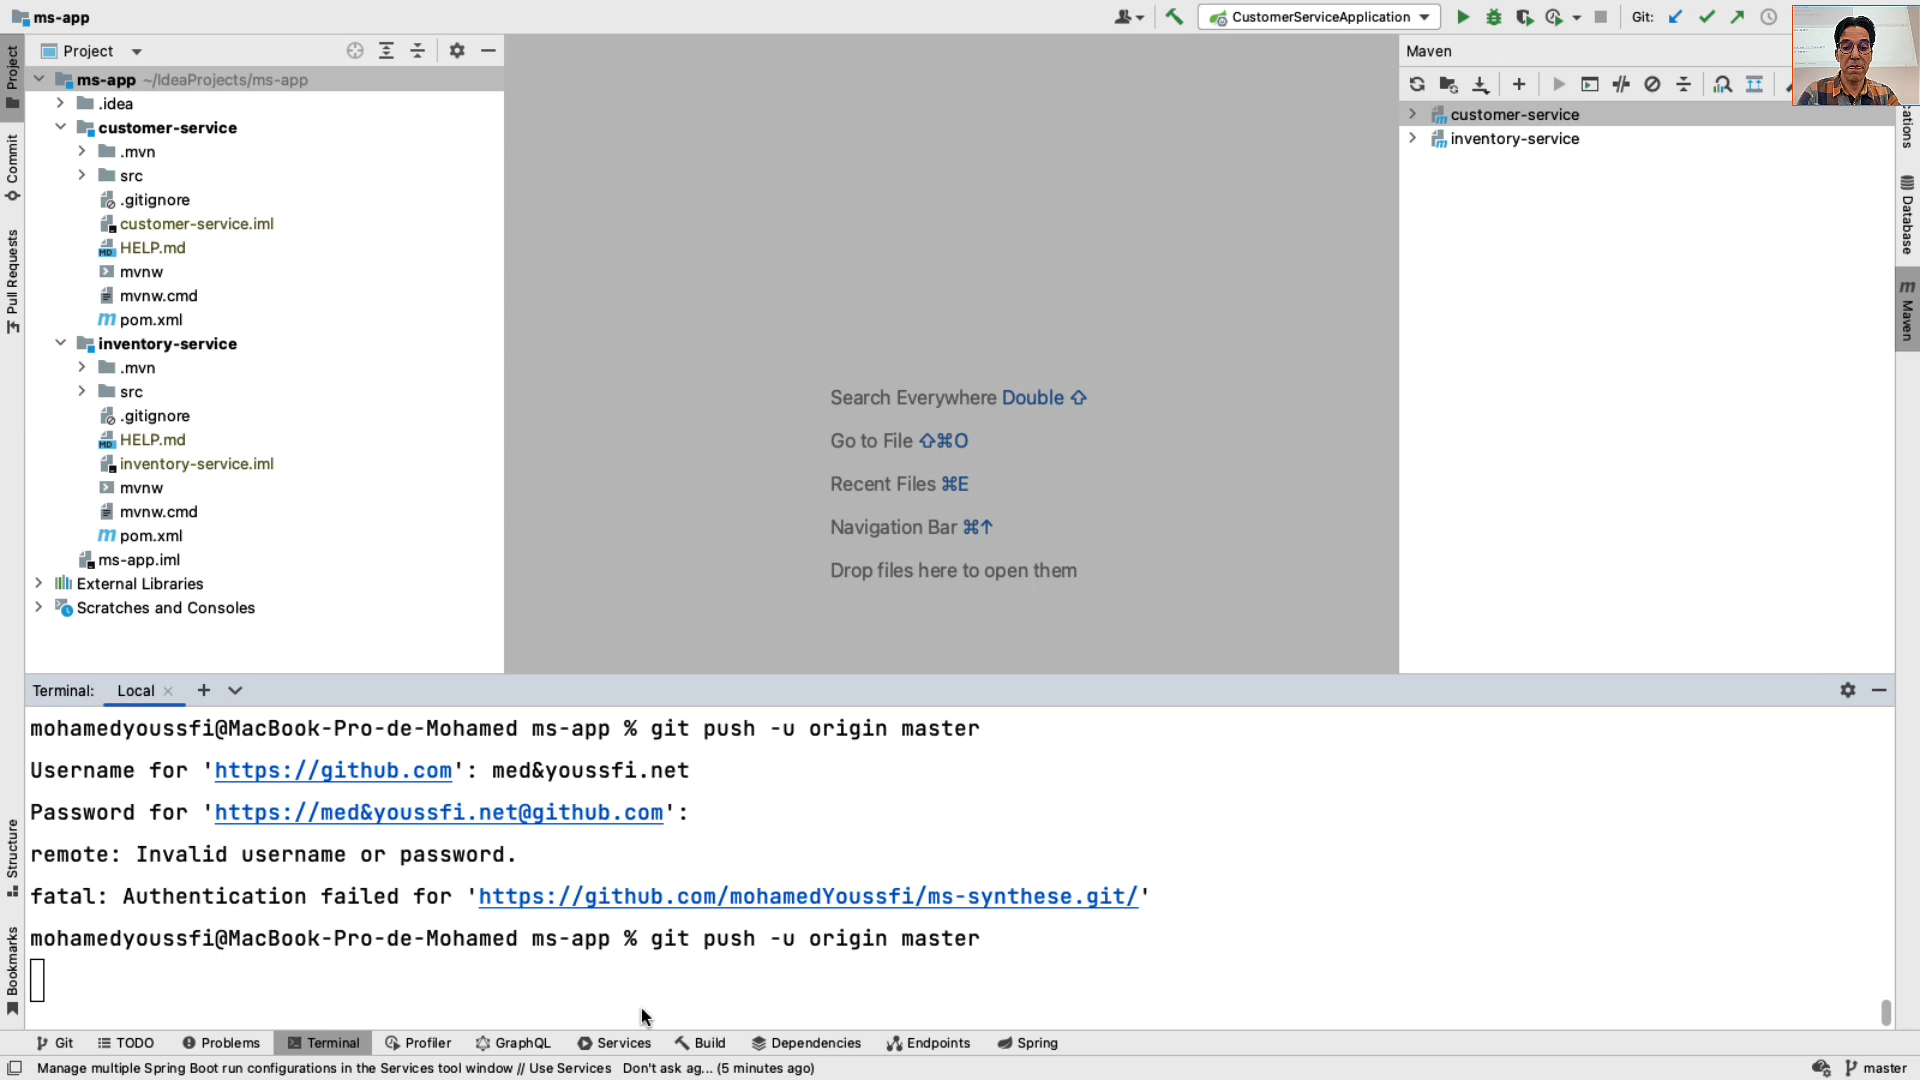 ms-app
CustomerServiceApplication
Git:
Project
Maven
ms-app ~/IdeaProjects/ms-app
.idea
customer-service
.mvn
src
.gitignore
customer-service.iml
HELP.md
mvnw
mvnw.cmd
pom.xml
inventory-service
.mvn
src
.gitignore
HELP.md
inventory-service.iml
mvnw
mvnw.cmd
pom.xml
ms-app.iml
External Libraries
Scratches and Consoles
Project
Commit
Pull Requests
Structure
Bookmarks
Search Everywhere Double ⇧
Go to File ⇧⌘O
Recent Files ⌘E
Navigation Bar ⌘↑
Drop files here to open them
customer-service
inventory-service
Database
Maven
Terminal: Local
mohamedyoussfi@MacBook-Pro-de-Mohamed ms-app % git push -u origin master
Username for 'https://github.com': med&youssfi.net
Password for 'https://med&youssfi.net@github.com':
remote: Invalid username or password.
fatal: Authentication failed for 'https://github.com/mohamedYoussfi/ms-synthese.git/'
mohamedyoussfi@MacBook-Pro-de-Mohamed ms-app % git push -u origin master
Git TODO Problems Terminal Profiler GraphQL Services Build Dependencies Endpoints Spring
Manage multiple Spring Boot run configurations in the Services tool window // Use Services Don't ask ag... (5 minutes ago)
master